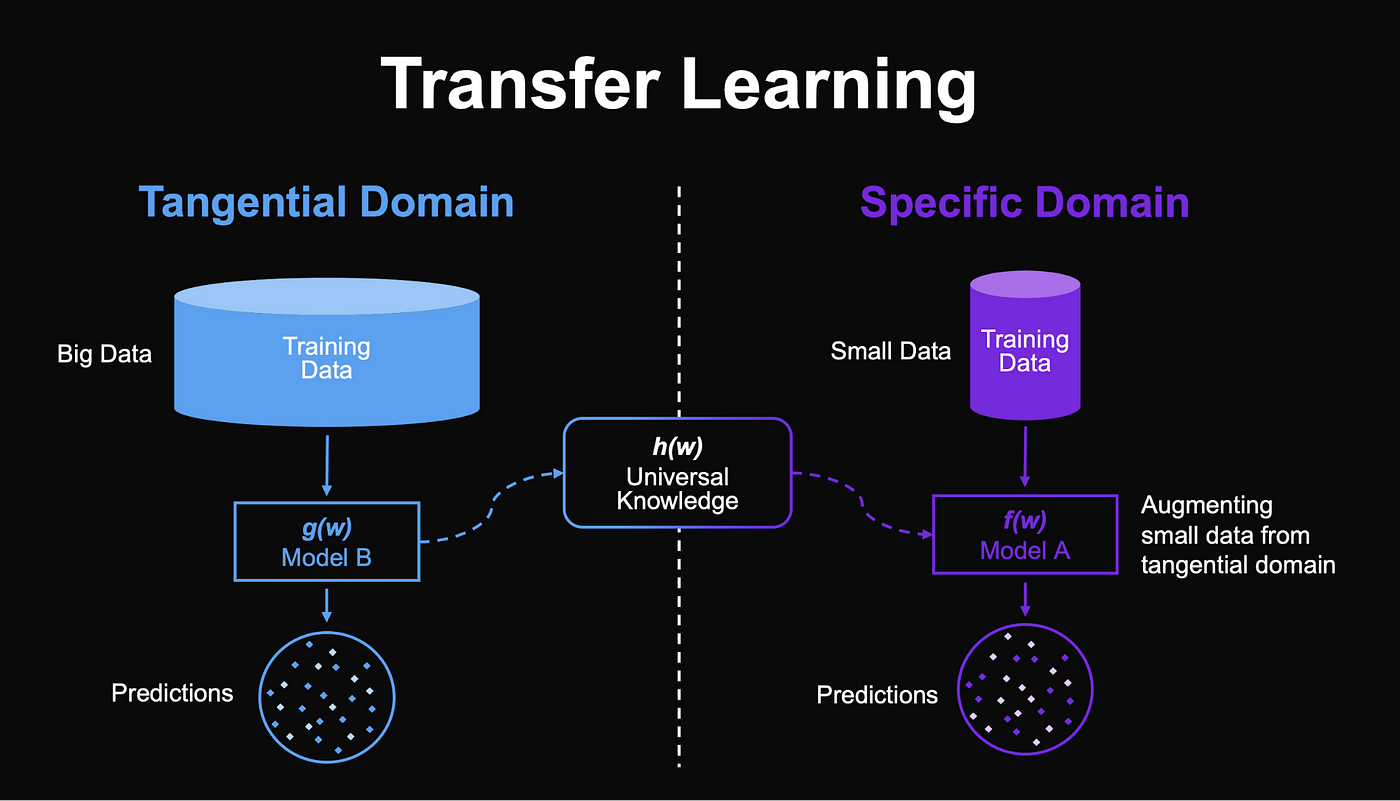 Transfer Learning
Tangential Domain
Big Data
Training
Data
g(w)
Model B
Predictions
h(w)
Universal
Knowledge
Specific Domain
Small Data
Training
Data
f(w)
Model A
Augmenting
small data from
tangential domain
Predictions